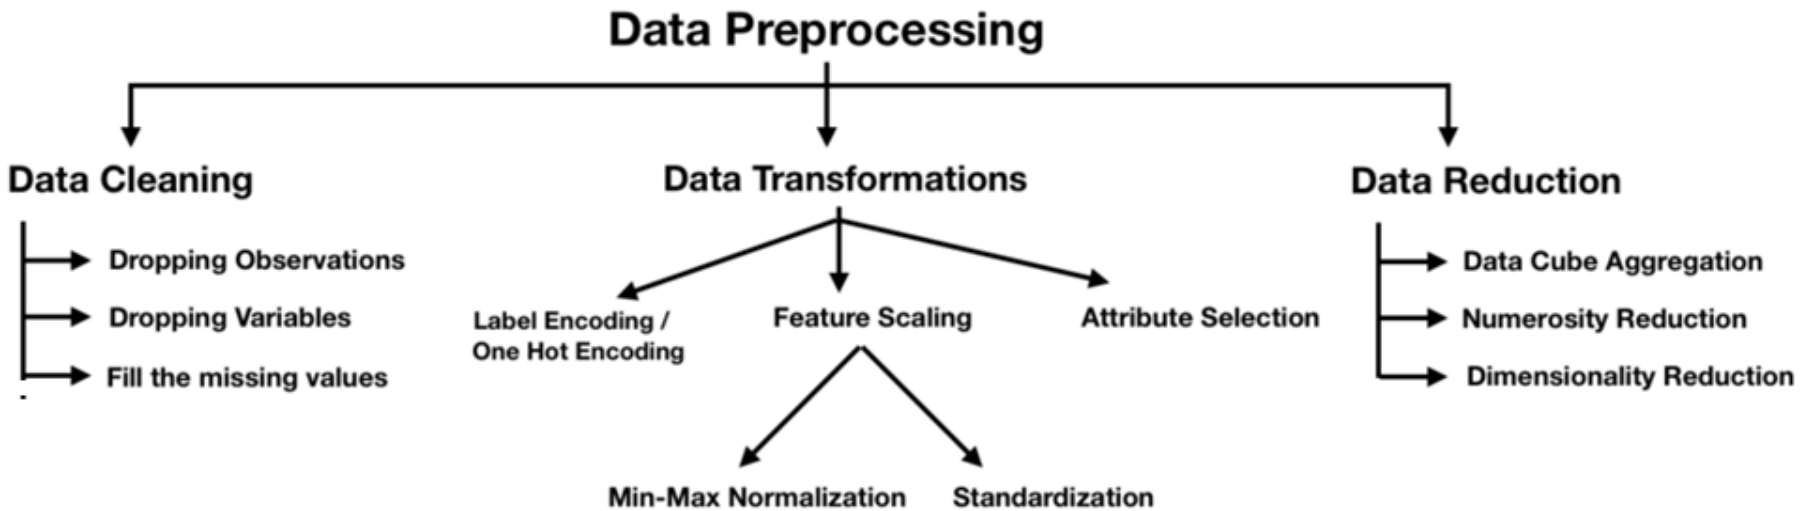 Data Preprocessing
Data Cleaning
Dropping Observations
Dropping Variables
Fill the missing values
Data Transformations
Label Encoding /
One Hot Encoding
Feature Scaling
Min-Max Normalization
Standardization
Attribute Selection
Data Reduction
Data Cube Aggregation
Numerosity Reduction
Dimensionality Reduction